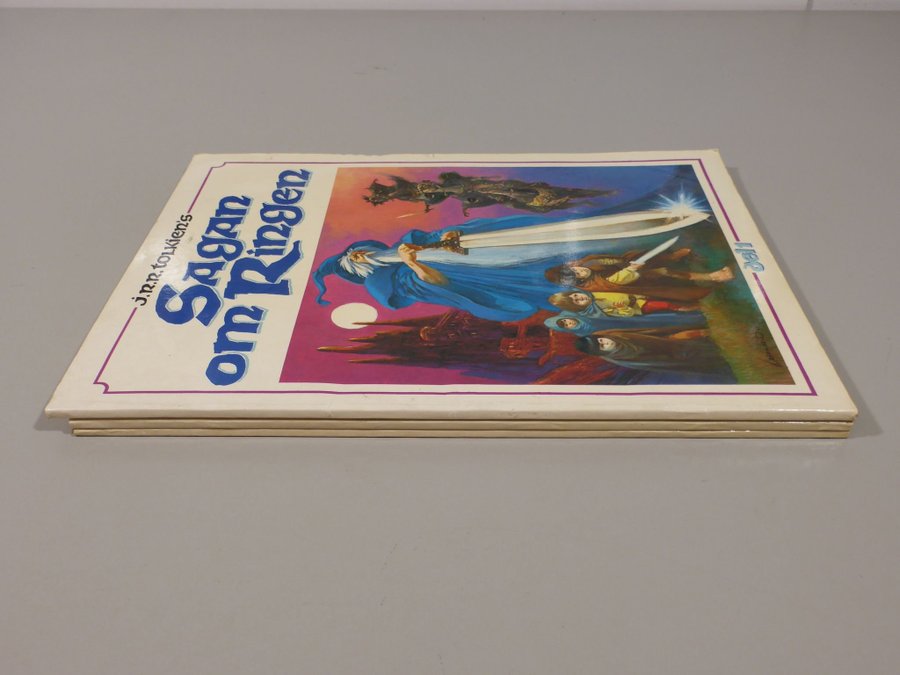 J.R.R. Tolkien's
Sagan
om Ringen
Del 1